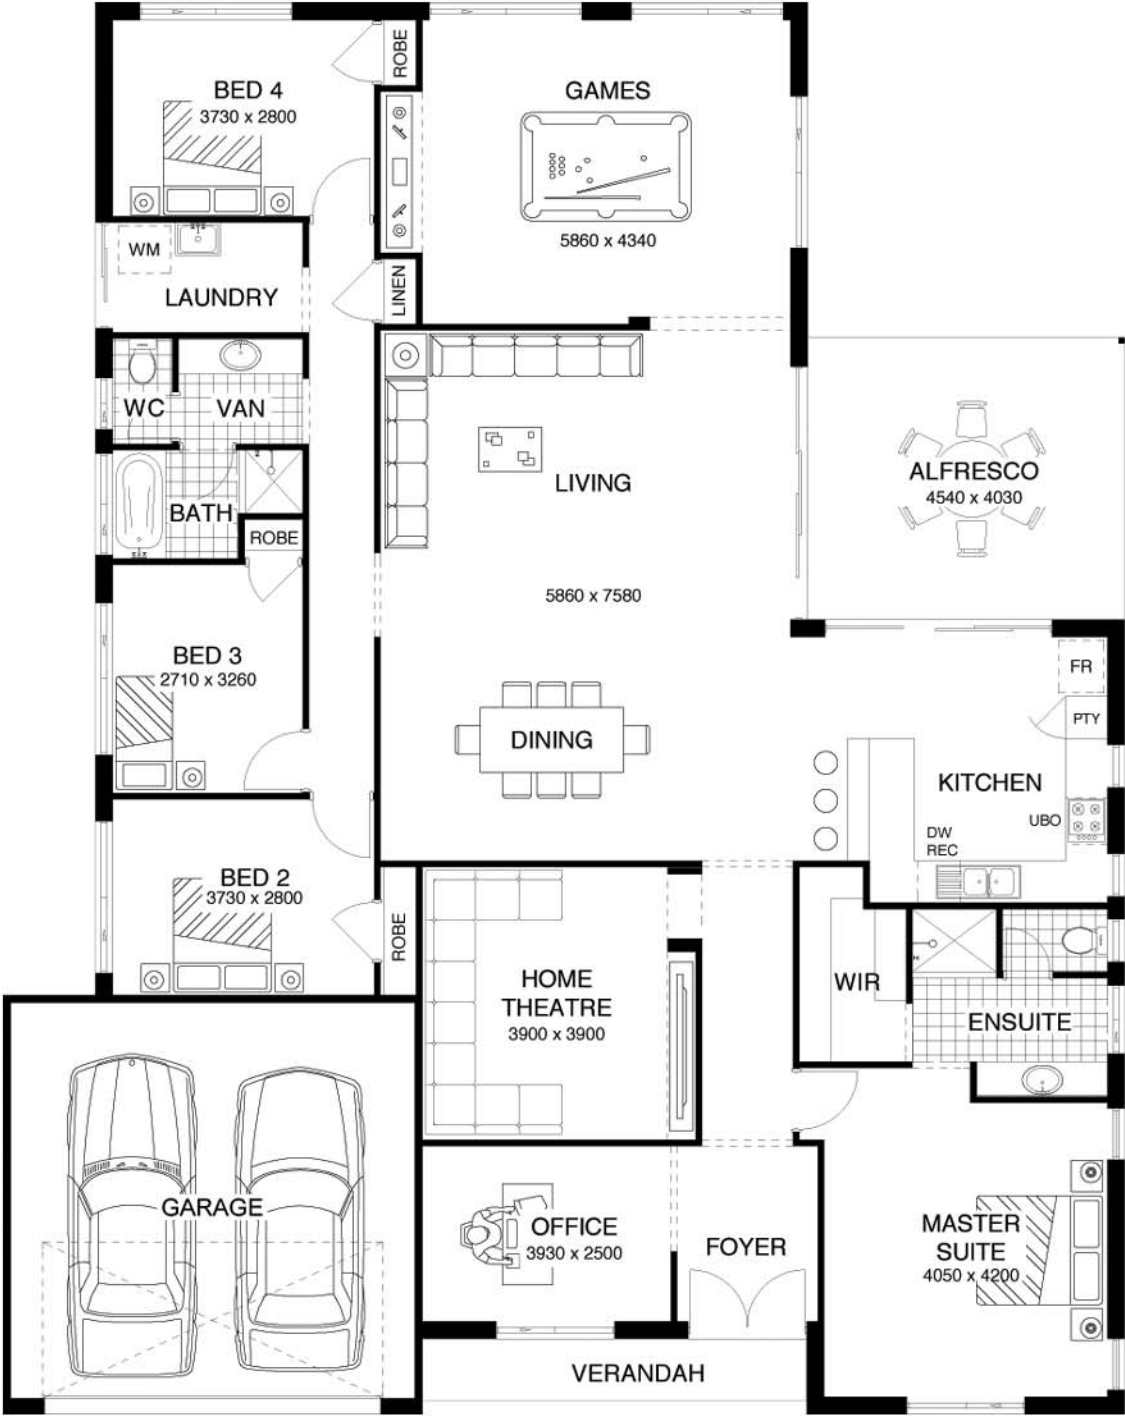 ROBE
BED 4
3730 x 2800
GAMES
5860 x 4340
WM
LAUNDRY
LINEN
WC
VAN
LIVING
ALFRESCO
4540 x 4030
BATH
ROBE
5860 x 7580
BED 3
2710 x 3260
FR
PTY
DINING
KITCHEN
UBO
DW
REC
BED 2
3730 x 2800
ROBE
HOME
THEATRE
3900 x 3900
WIR
ENSUITE
GARAGE
OFFICE
3930 x 2500
FOYER
MASTER
SUITE
4050 x 4200
VERANDAH